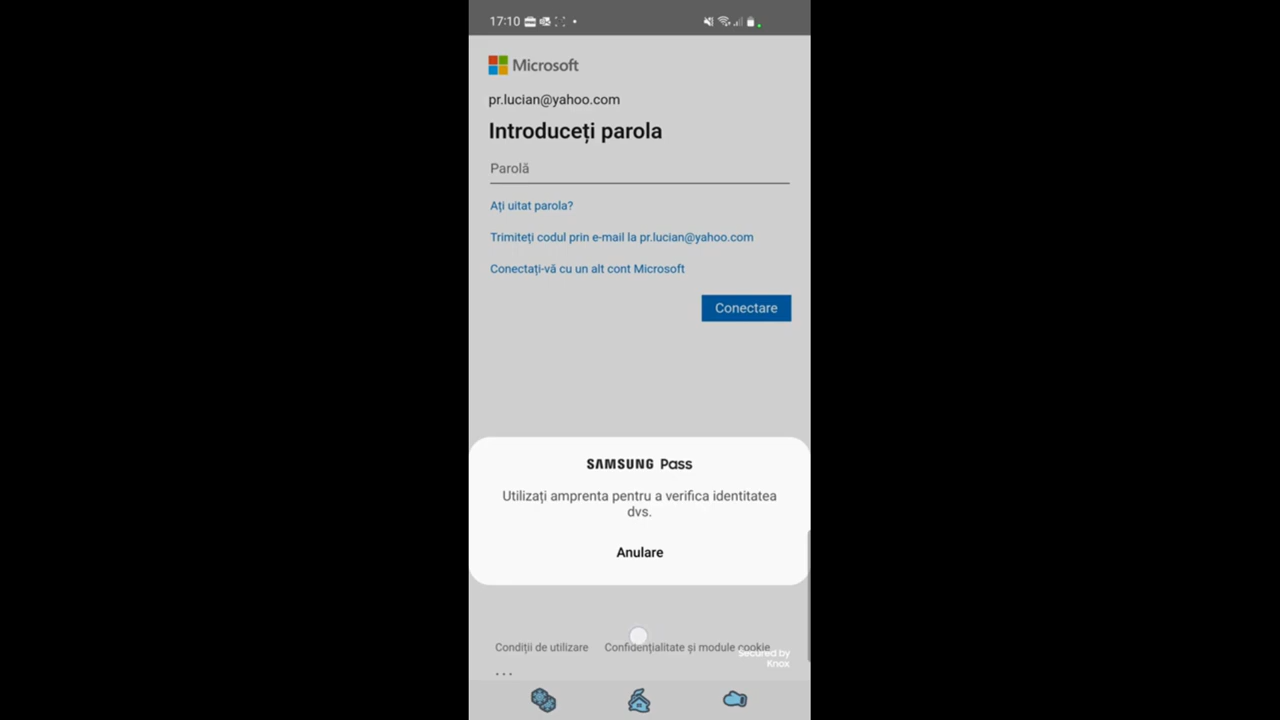 17:10
Microsoft
pr.lucian@yahoo.com
Introduceți parola
Parolă
Ați uitat parola?
Trimiteți codul prin e-mail la pr.lucian@yahoo.com
Conectați-vă cu un alt cont Microsoft
Conectare
SAMSUNG Pass
Utilizați amprenta pentru a verifica identitatea
dvs.
Anulare
Condiții de utilizare Confidențialitate și module cookie
Secured by
Knox
...